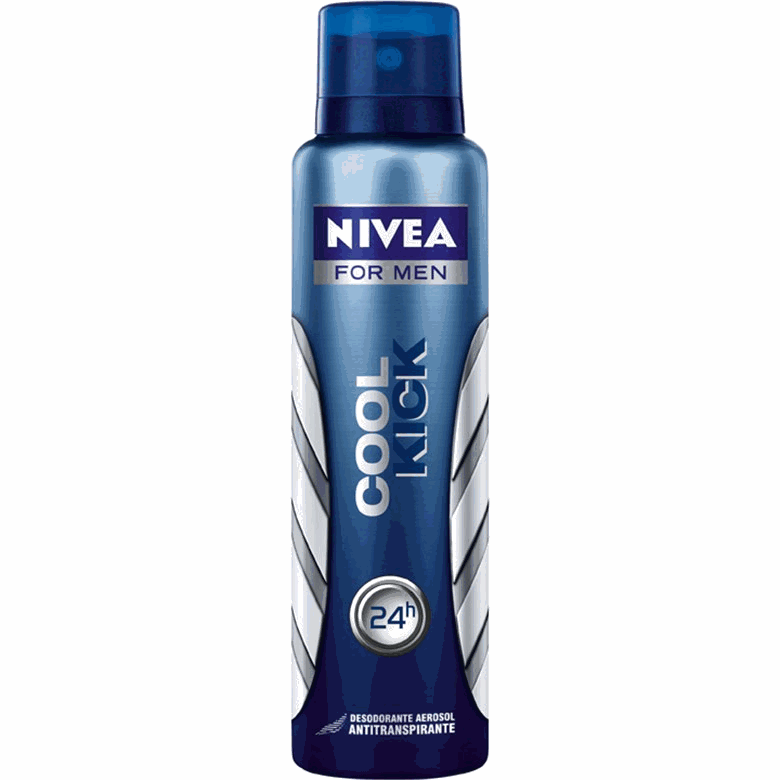 NIVEA
FOR MEN
COOL
KICK
24h
DESODORANTE AEROSOL
ANTITRANSPIRANTE